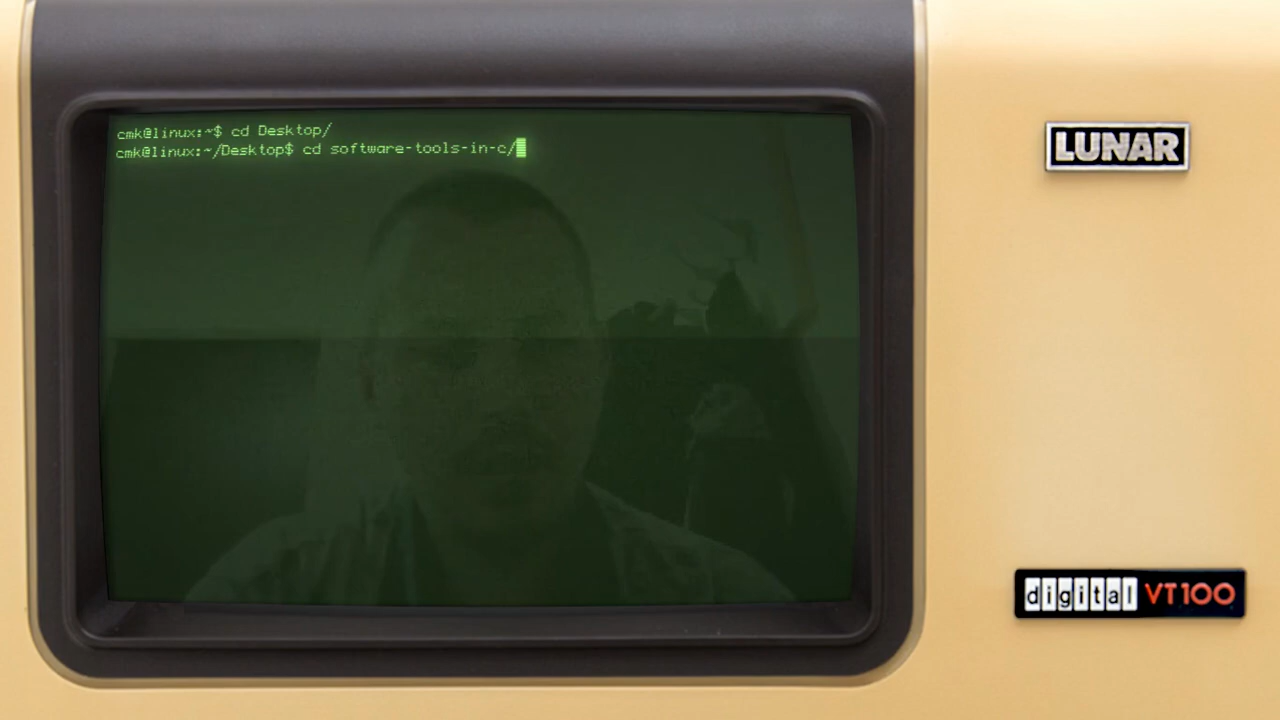 cmk@linux:~$ cd Desktop/
cmk@linux:~/Desktop$ cd software-tools-in-c/
LUNAR
digital VT100